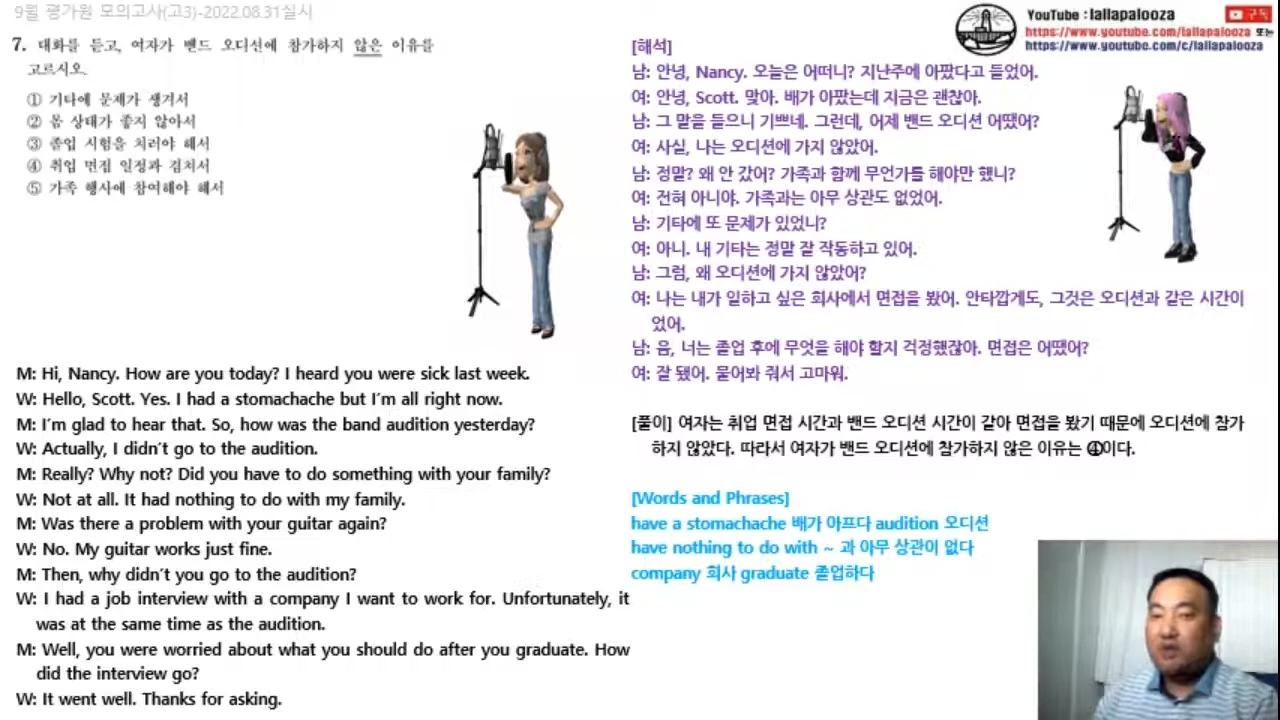 9월 평가원 모의고사(고3)-2022.08.31실시
7. 대화를 듣고, 여자가 밴드 오디션에 참가하지 않은 이유를
고르시오.
① 기타에 문제가 생겨서
② 몸 상태가 좋지 않아서
③ 졸업 시험을 치러야 해서
④ 취업 면접 일정과 겹쳐서
⑤ 가족 행사에 참여해야 해서
M: Hi, Nancy. How are you today? I heard you were sick last week.
W: Hello, Scott. Yes. I had a stomachache but I´m all right now.
M: I´m glad to hear that. So, how was the band audition yesterday?
W: Actually, I didn´t go to the audition.
M: Really? Why not? Did you have to do something with your family?
W: Not at all. It had nothing to do with my family.
M: Was there a problem with your guitar again?
W: No. My guitar works just fine.
M: Then, why didn´t you go to the audition?
W: I had a job interview with a company I want to work for. Unfortunately, it
was at the same time as the audition.
M: Well, you were worried about what you should do after you graduate. How
did the interview go?
W: It went well. Thanks for asking.
YouTube : lallapalooza
구독
https://www.youtube.com/lallapalooza 또는
https://www.youtube.com/c/lallapalooza
[해석]
남: 안녕, Nancy. 오늘은 어떠니? 지난주에 아팠다고 들었어.
여: 안녕, Scott. 맞아. 배가 아팠는데 지금은 괜찮아.
남: 그 말을 들으니 기쁘네. 그런데, 어제 밴드 오디션 어땠어?
여: 사실, 나는 오디션에 가지 않았어.
남: 정말? 왜 안 갔어? 가족과 함께 무언가를 해야만 했니?
여: 전혀 아니야. 가족과는 아무 상관도 없었어.
남: 기타에 또 문제가 있었니?
여: 아니. 내 기타는 정말 잘 작동하고 있어.
남: 그럼, 왜 오디션에 가지 않았어?
여: 나는 내가 일하고 싶은 회사에서 면접을 봤어. 안타깝게도, 그것은 오디션과 같은 시간이
었어.
남: 음, 너는 졸업 후에 무엇을 해야 할지 걱정했잖아. 면접은 어땠어?
여: 잘 됐어. 물어봐 줘서 고마워.
[풀이] 여자는 취업 면접 시간과 밴드 오디션 시간이 같아 면접을 봤기 때문에 오디션에 참가
하지 않았다. 따라서 여자가 밴드 오디션에 참가하지 않은 이유는 ④이다.
[Words and Phrases]
have a stomachache 배가 아프다 audition 오디션
have nothing to do with ~ 과 아무 상관이 없다
company 회사 graduate 졸업하다